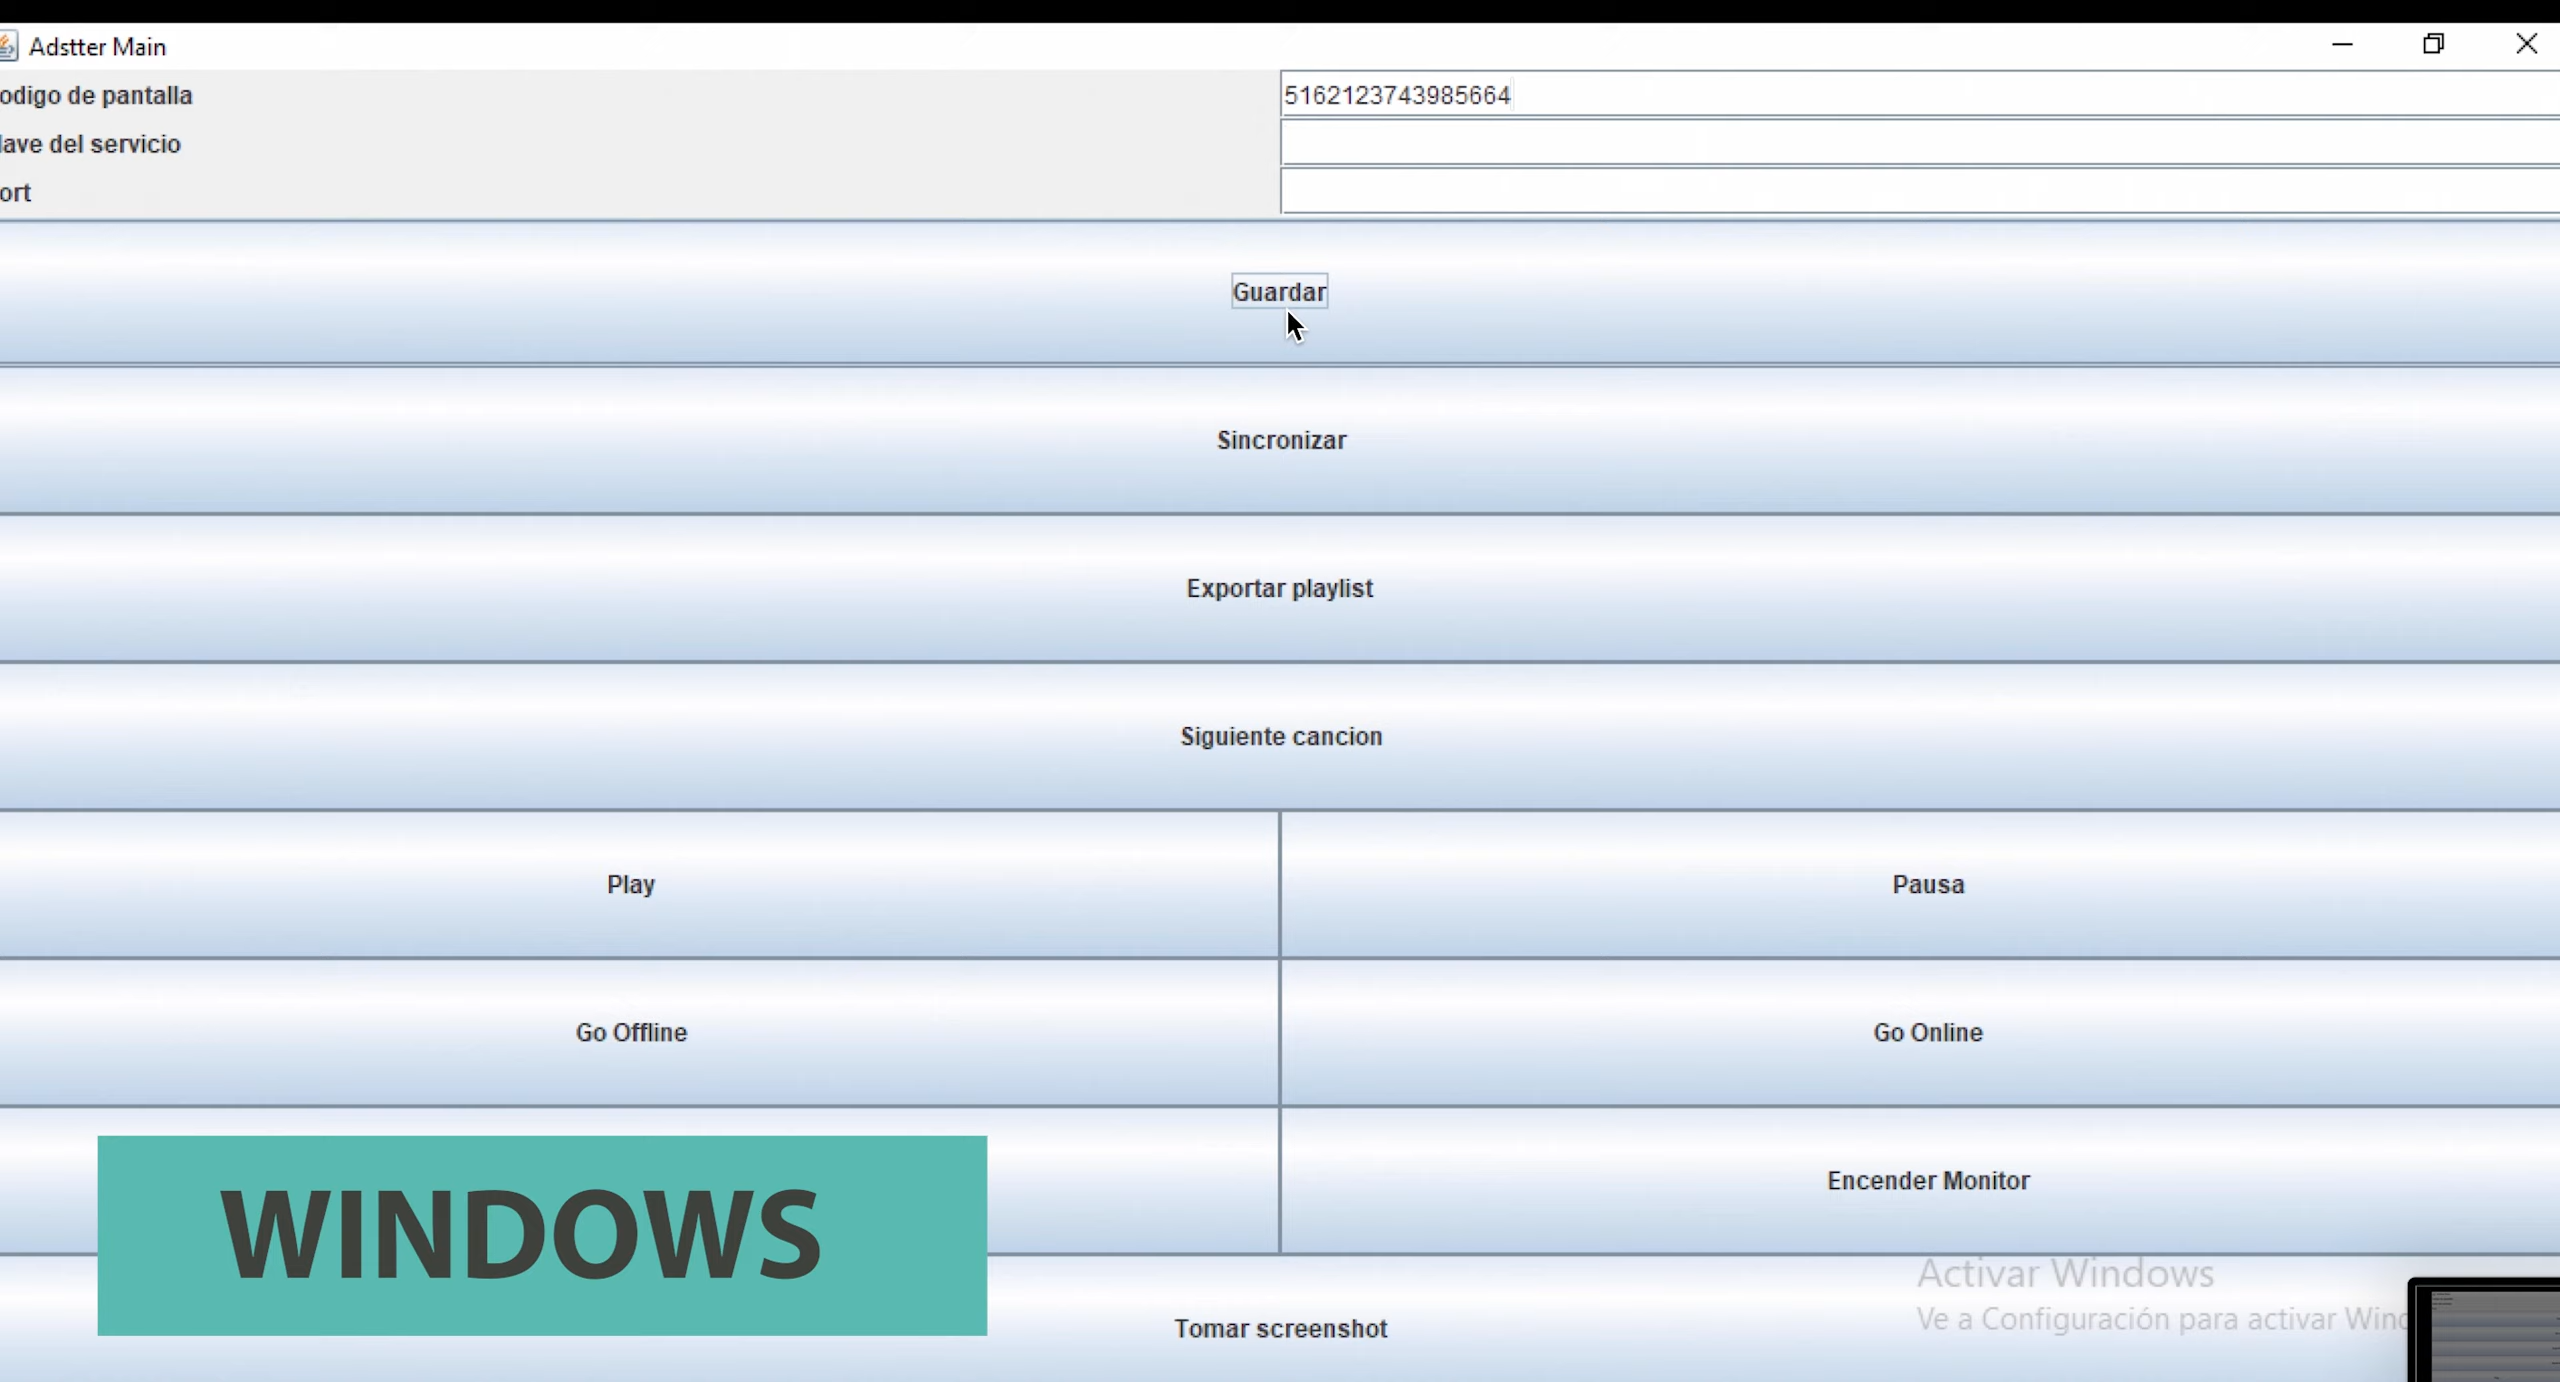 Adstter Main
odigo de pantalla
5162123743985664
lave del servicio
ort
Guardar
Sincronizar
Exportar playlist
Siguiente cancion
Play
Pausa
Go Offline
Go Online
Encender Monitor
WINDOWS
Activar Windows
Ve a Configuración para activar Wind
Tomar screenshot